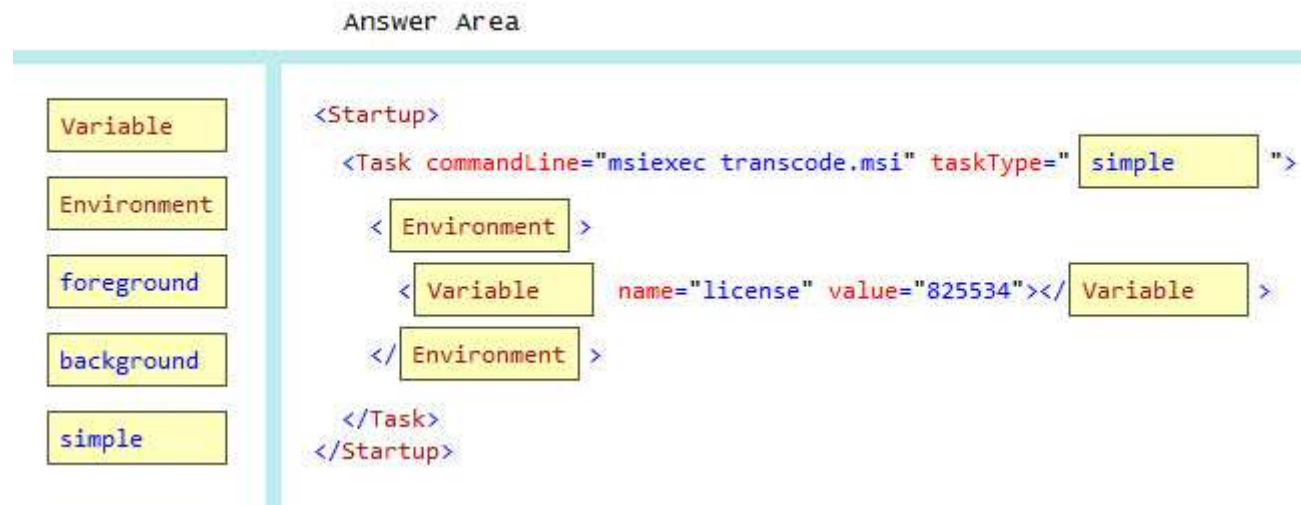 Answer Area
Variable
Environment
foreground
background
simple
<Startup>
<Task commandLine="msiexec transcode.msi" taskType=" simple ">
< Environment >
< Variable name="license" value="825534"></ Variable >
</ Environment >
</Task>
</Startup>